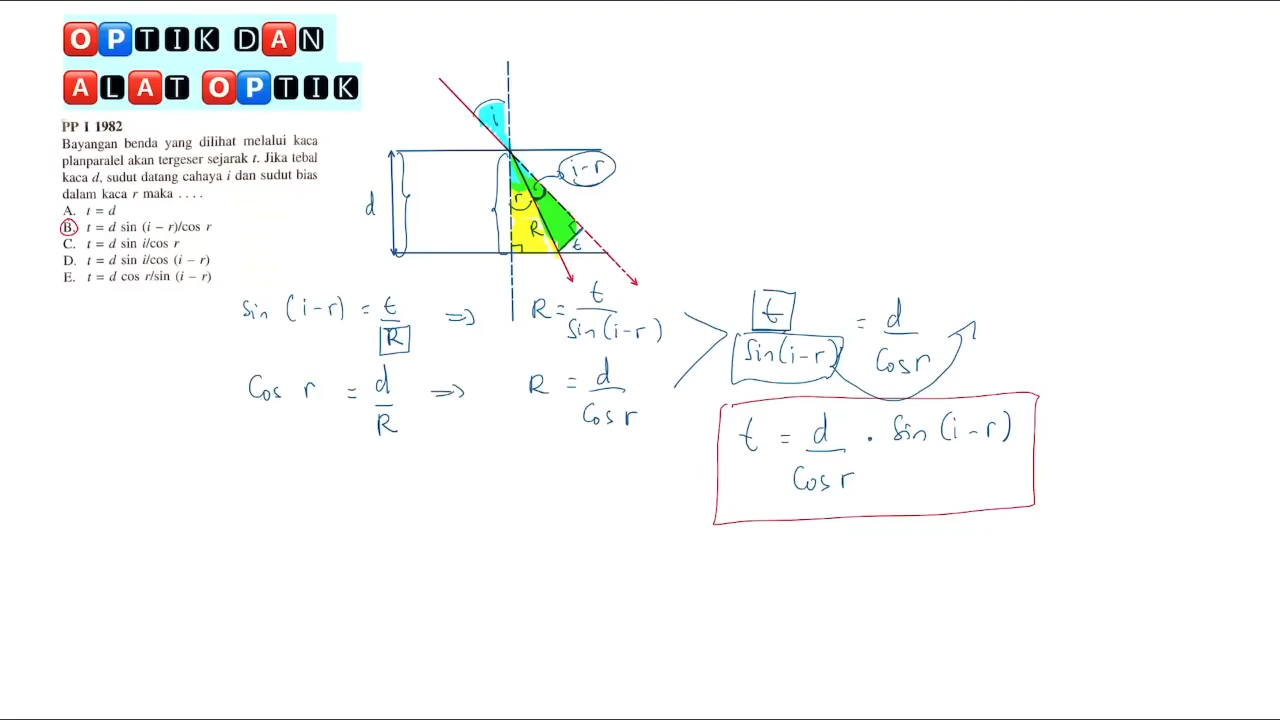 OPTIK DAN
ALAT OPTIK
PP I 1982
Bayangan benda yang dilihat melalui kaca
planparalel akan tergeser sejarak t. Jika tebal
kaca d, sudut datang cahaya i dan sudut bias
dalam kaca r maka . . . .
A. t = d
B. t = d sin (i − r)/cos r
C. t = d sin i/cos r
D. t = d sin i/cos (i − r)
E. t = d cos r/sin (i − r)
i
i-r
d
r
R
t
sin (i-r) = t/R => R = t/sin(i-r)
Cos r = d/R => R = d/Cos r
t/sin(i-r) = d/Cos r
t = d/Cos r . sin (i-r)